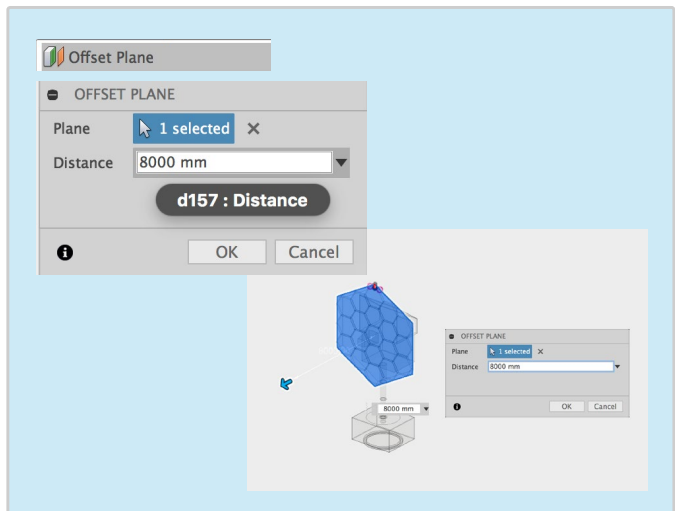 Offset Plane
OFFSET PLANE
Plane 1 selected
Distance 8000 mm
d157 : Distance
OK Cancel
OFFSET PLANE
Plane 1 selected
Distance 8000 mm
8000 mm
OK Cancel